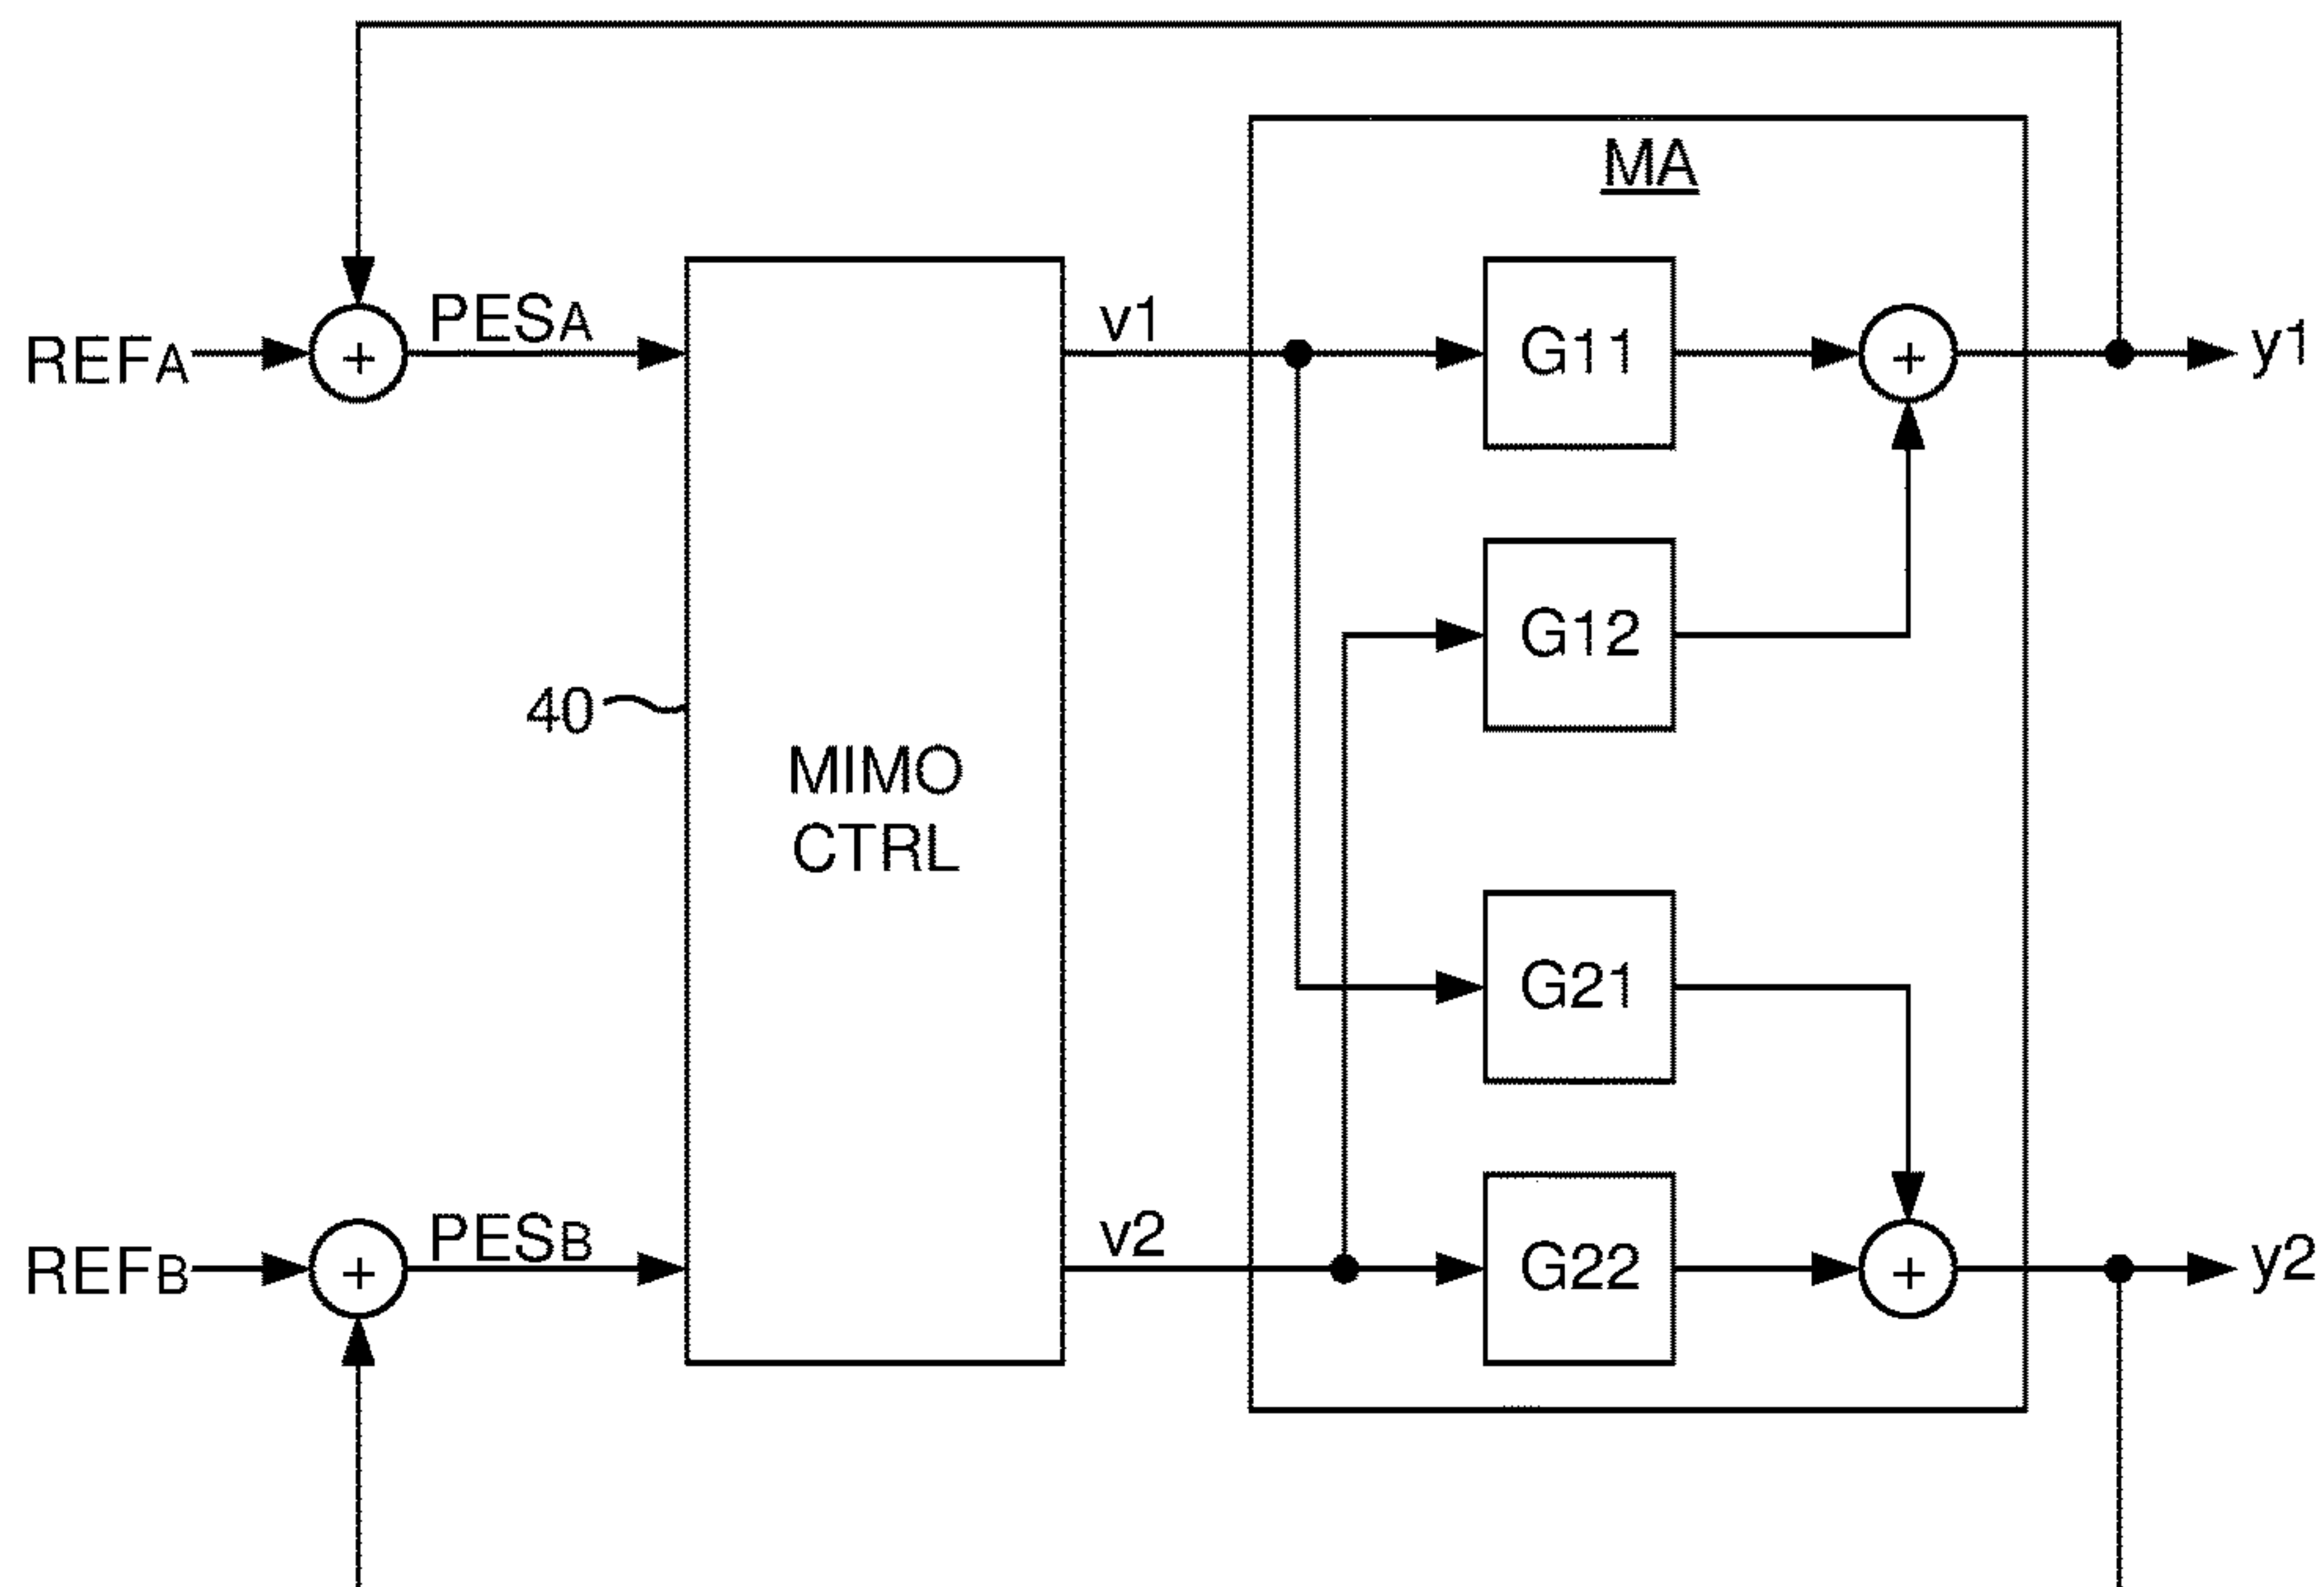 MA
REFA
+
PESA
v1
G11
+
y1
G12
40
MIMO
CTRL
G21
REFB
+
PESB
v2
G22
+
y2